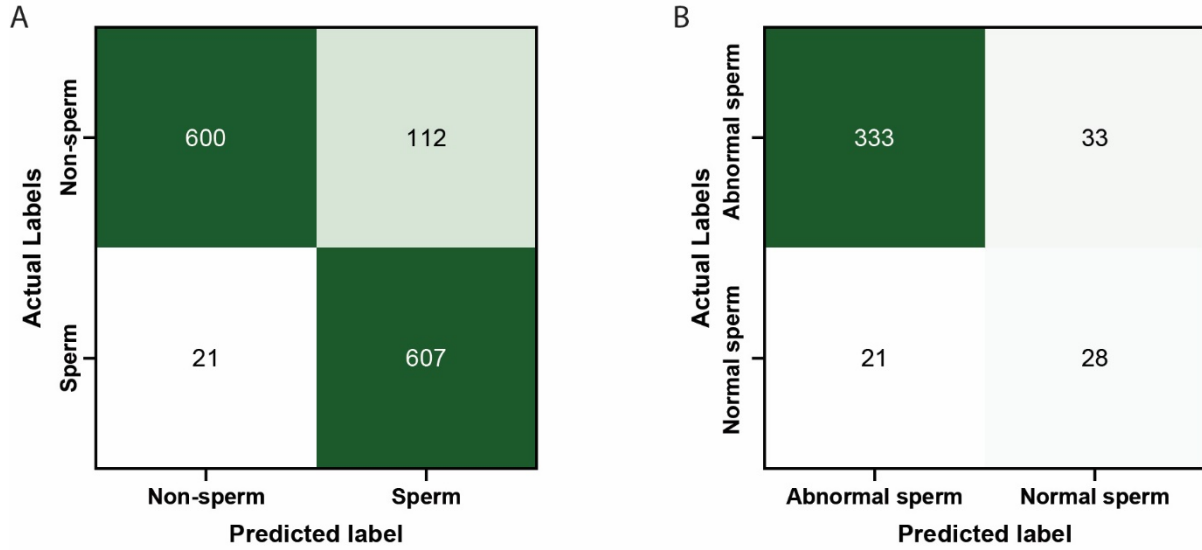 A
Actual Labels
Non-sperm
Sperm
600
112
21
607
Non-sperm
Sperm
Predicted label
B
Actual Labels
Abnormal sperm
Normal sperm
333
33
21
28
Abnormal sperm
Normal sperm
Predicted label